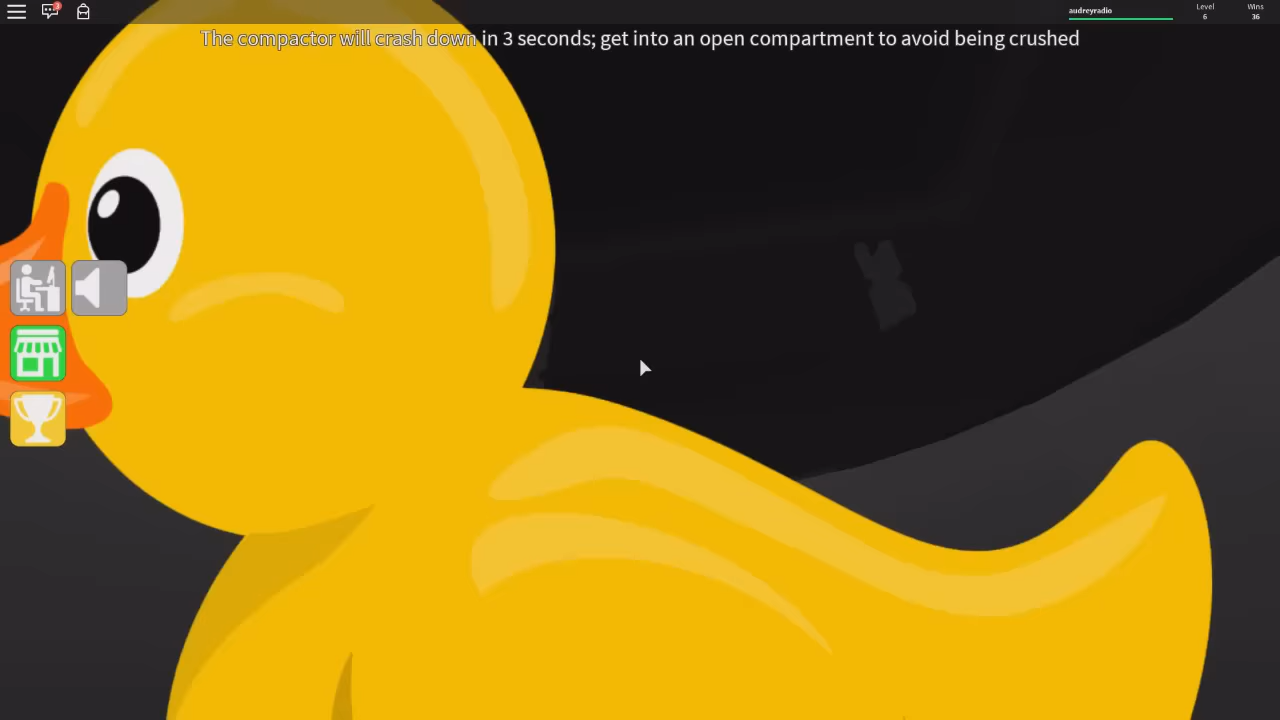 3
audreyradio
Level
6
Wins
36
The compactor will crash down in 3 seconds; get into an open compartment to avoid being crushed